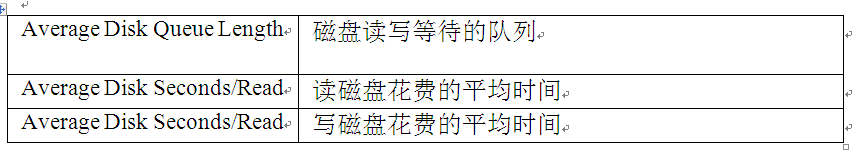 Average Disk Queue Length
磁盘读写等待的队列
Average Disk Seconds/Read
读磁盘花费的平均时间
Average Disk Seconds/Read
写磁盘花费的平均时间